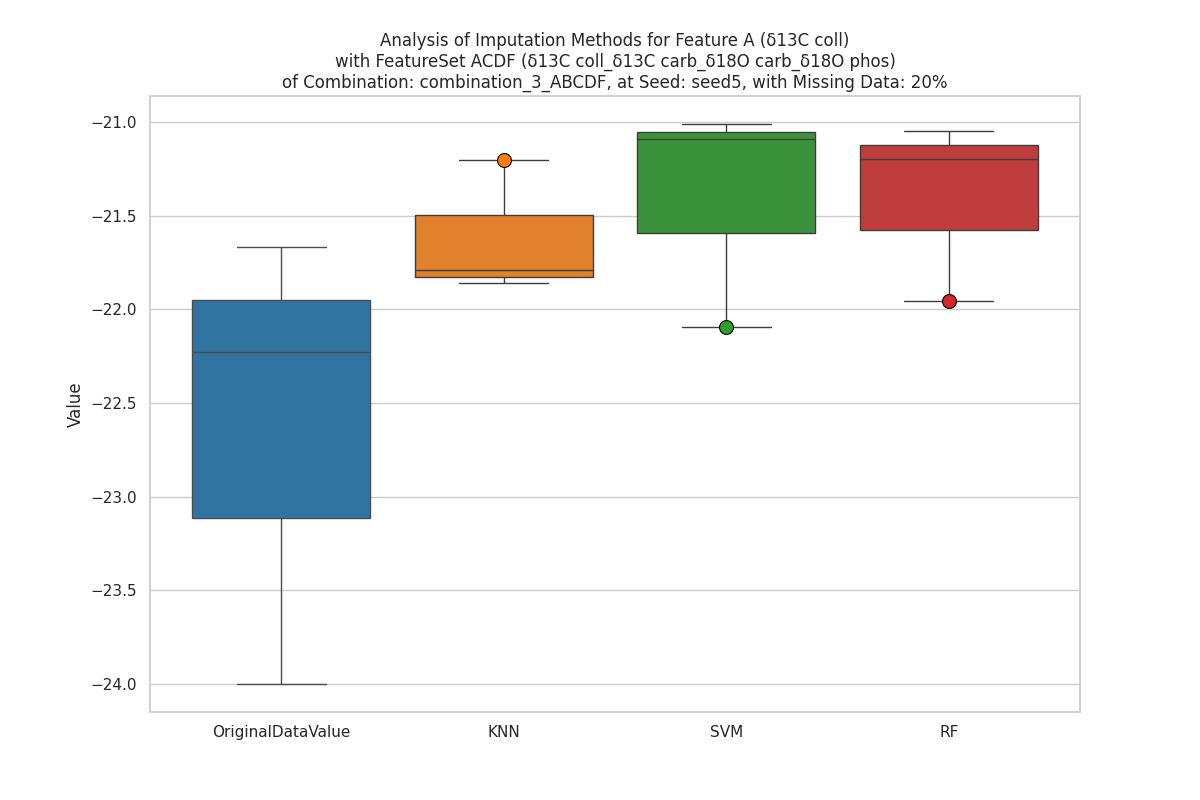 Analysis of Imputation Methods for Feature A (δ13C coll)
with FeatureSet ACDF (δ13C coll_δ13C carb_δ18O carb_δ18O phos)
of Combination: combination_3_ABCDF, at Seed: seed5, with Missing Data: 20%
−21.0
−21.5
−22.0
−22.5
−23.0
−23.5
−24.0
Value
OriginalDataValue
KNN
SVM
RF